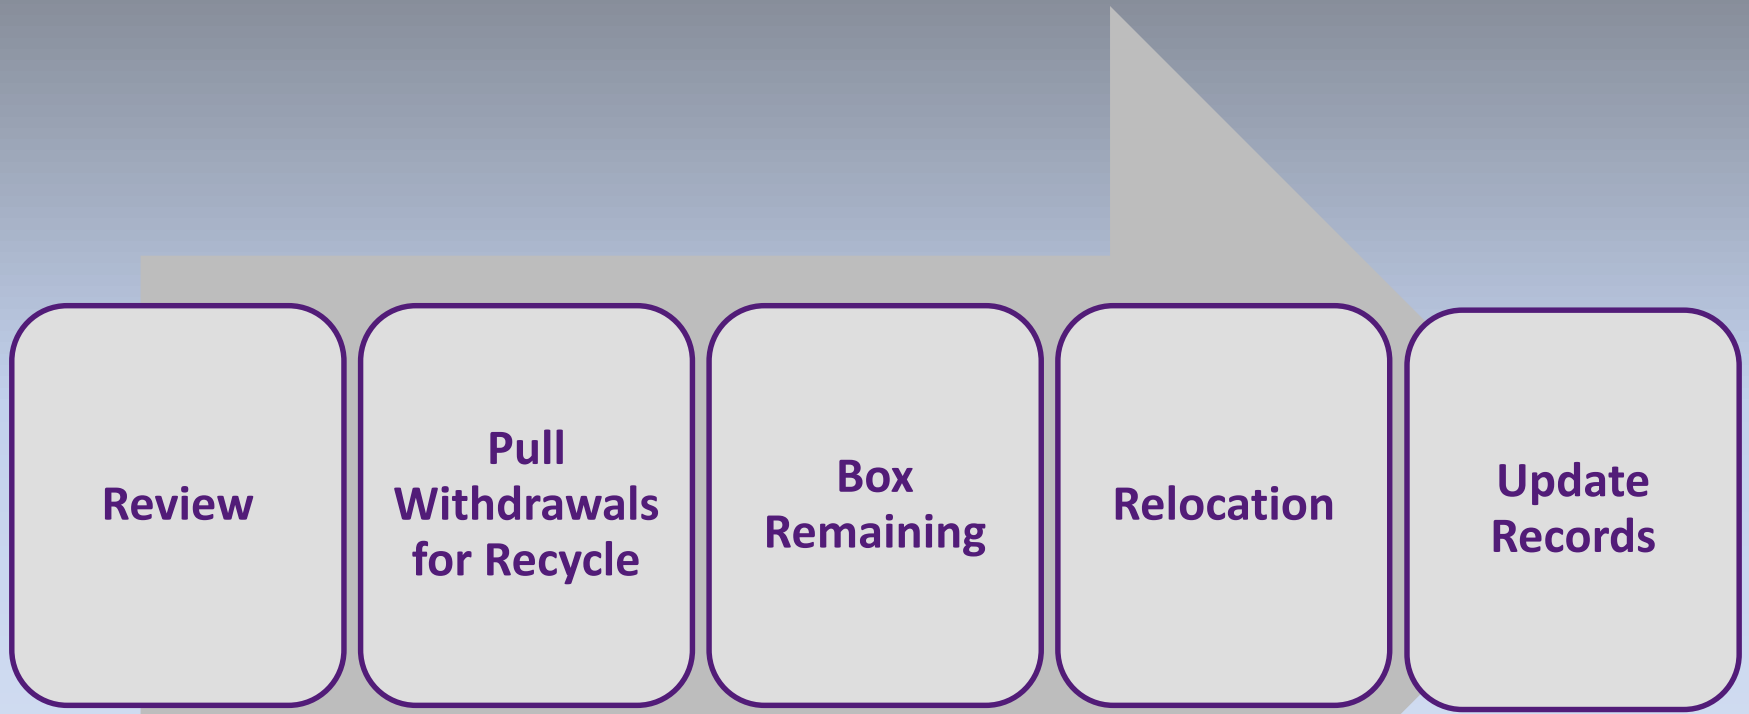 Review
Pull
Withdrawals
for Recycle
Box
Remaining
Relocation
Update
Records